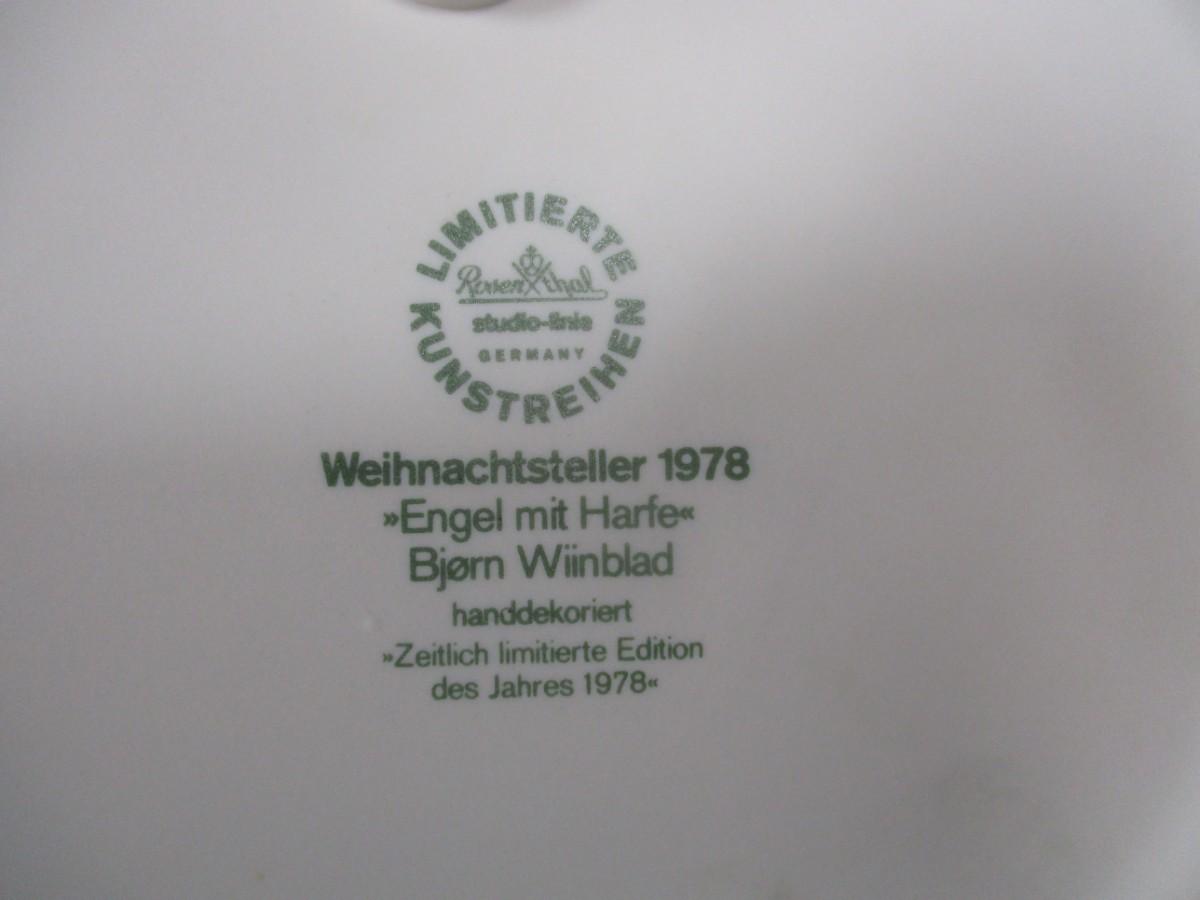 LIMITIERTE
Rosenthal
studio-linie
GERMANY
KUNSTREIHEN
Weihnachtsteller 1978
»Engel mit Harfe«
Bjørn Wiinblad
handdekoriert
»Zeitlich limitierte Edition
des Jahres 1978«